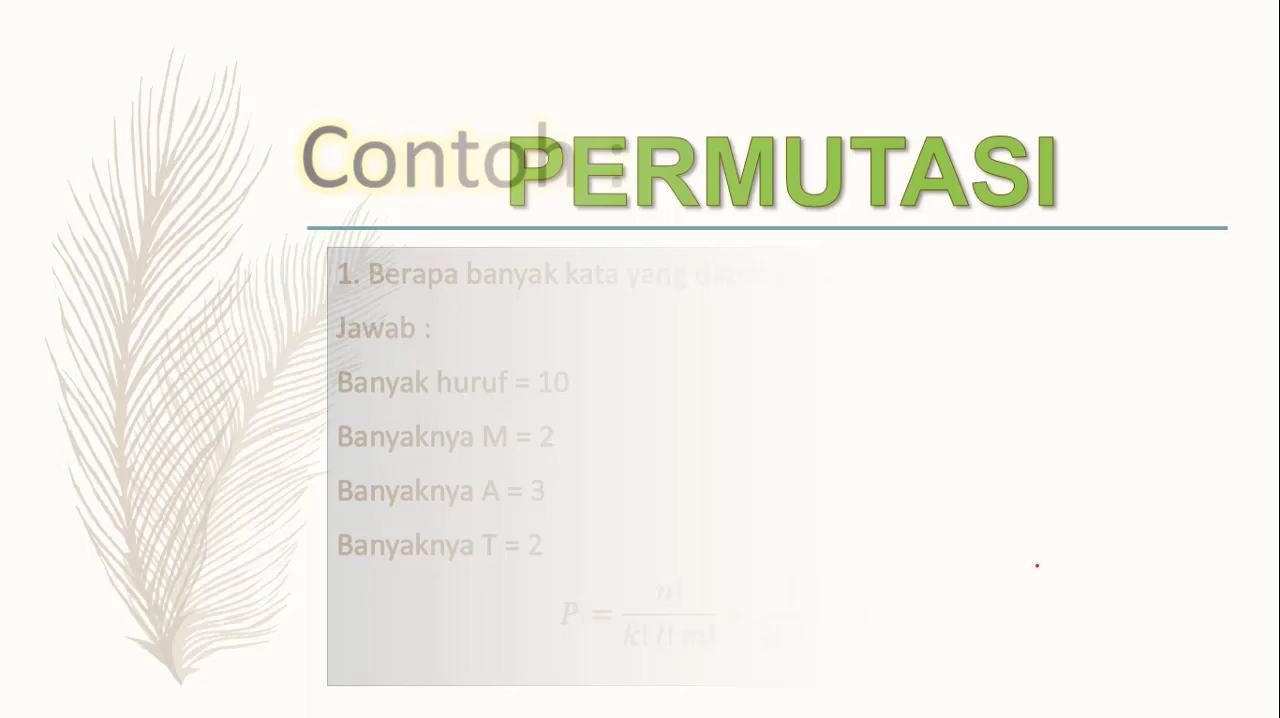 Contoh :
PERMUTASI
1. Berapa banyak kata yang
Jawab :
Banyak huruf = 10
Banyaknya M = 2
Banyaknya A = 3
Banyaknya T = 2
P = n! / k! l! m! =